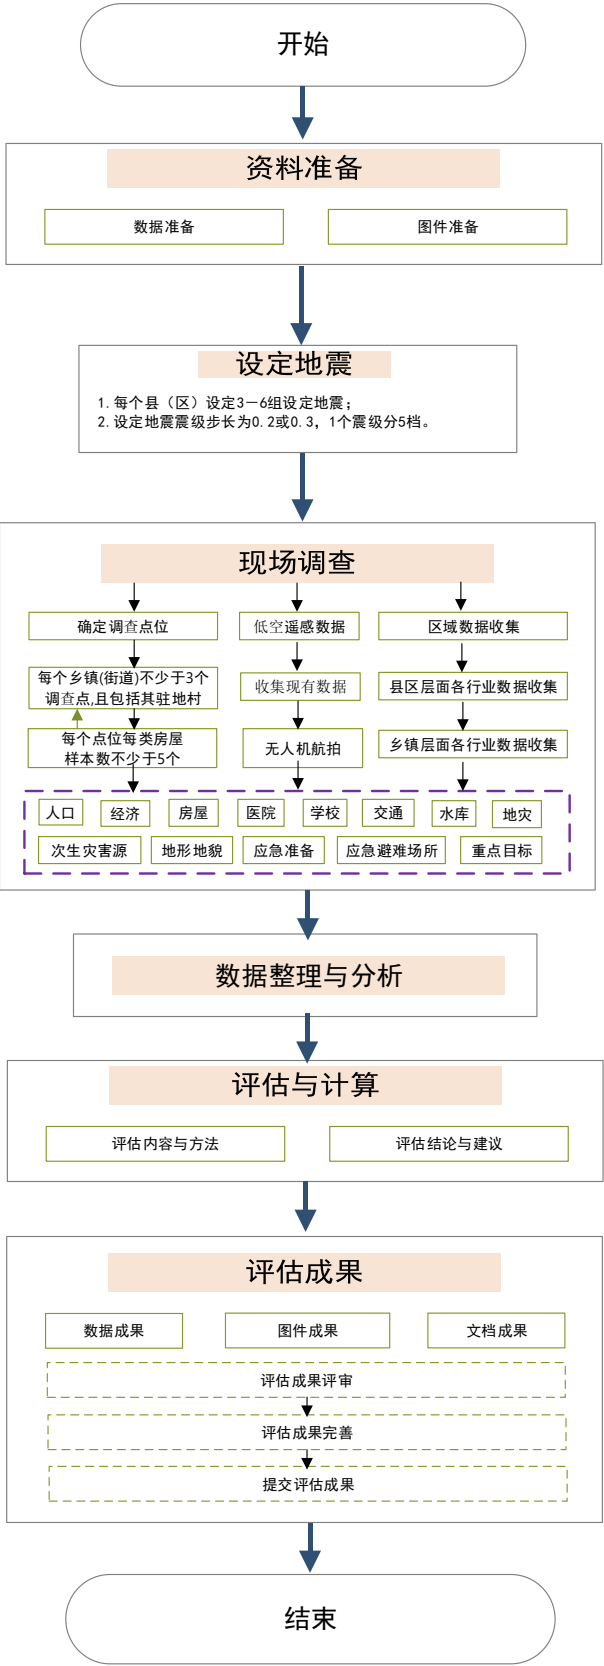 开始
资料准备
数据准备
图件准备
设定地震
1. 每个县（区）设定3—6组设定地震；
2. 设定地震震级步长为0.2或0.3，1个震级分5档。
现场调查
确定调查点位
低空遥感数据
区域数据收集
每个乡镇(街道)不少于3个
调查点,且包括其驻地村
收集现有数据
县区层面各行业数据收集
每个点位每类房屋
样本数不少于5个
无人机航拍
乡镇层面各行业数据收集
人口
经济
房屋
医院
学校
交通
水库
地灾
次生灾害源
地形地貌
应急准备
应急避难场所
重点目标
数据整理与分析
评估与计算
评估内容与方法
评估结论与建议
评估成果
数据成果
图件成果
文档成果
评估成果评审
评估成果完善
提交评估成果
结束